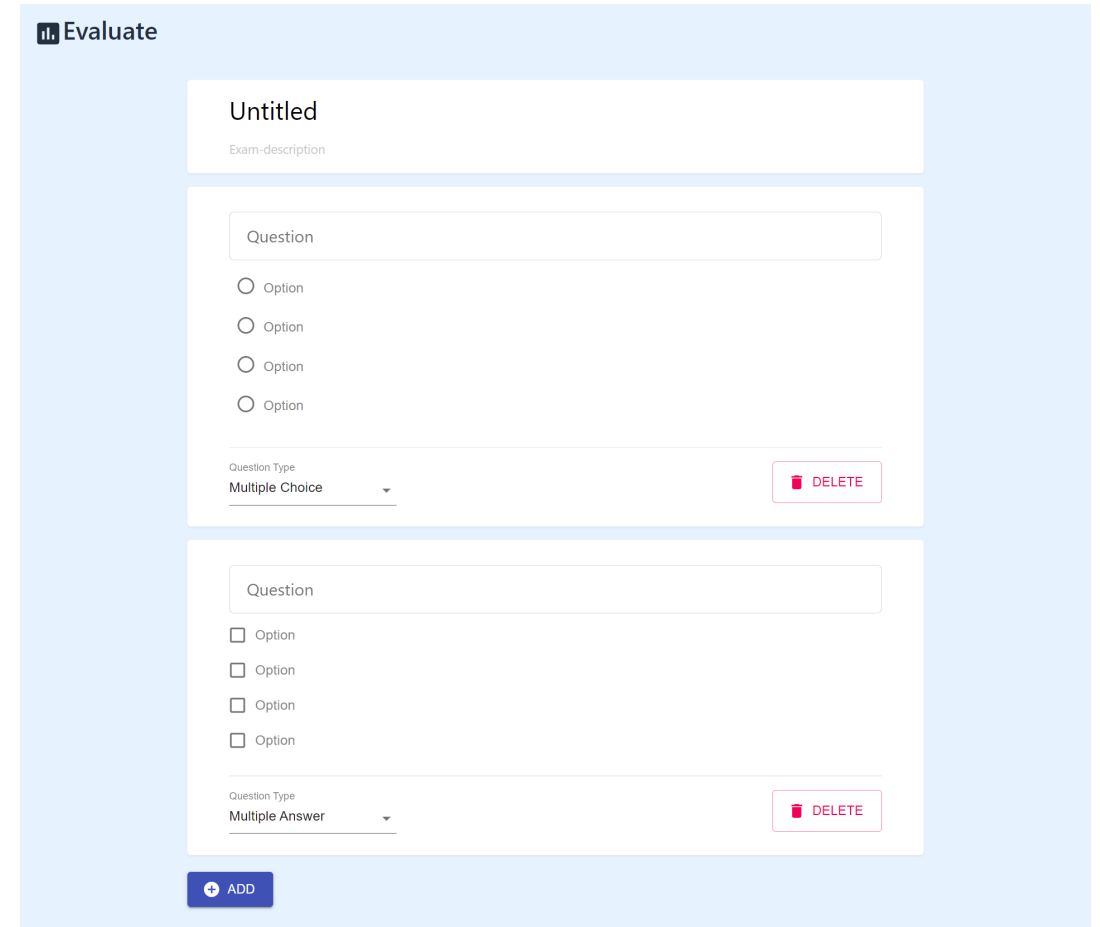 Evaluate
Untitled
Exam-description
Question
Option
Option
Option
Option
Question Type
Multiple Choice
DELETE
Question
Option
Option
Option
Option
Question Type
Multiple Answer
DELETE
ADD